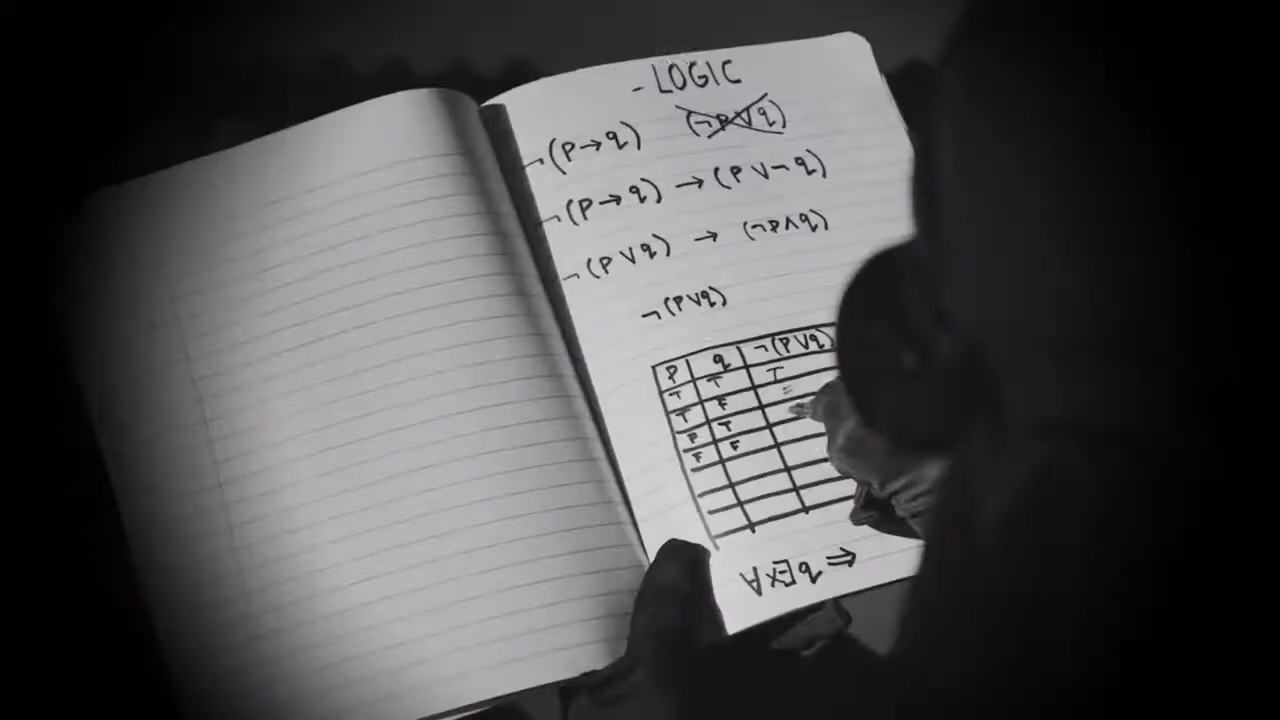 - LOGIC
¬(P→q) (¬P∨q)
¬(P→q) → (P∨¬q)
¬(P∨q) → (¬P∧q)
¬(P∨q)
P q ¬(P∨q)
T T T
T F
F T
F F
∀x∃q ⇒